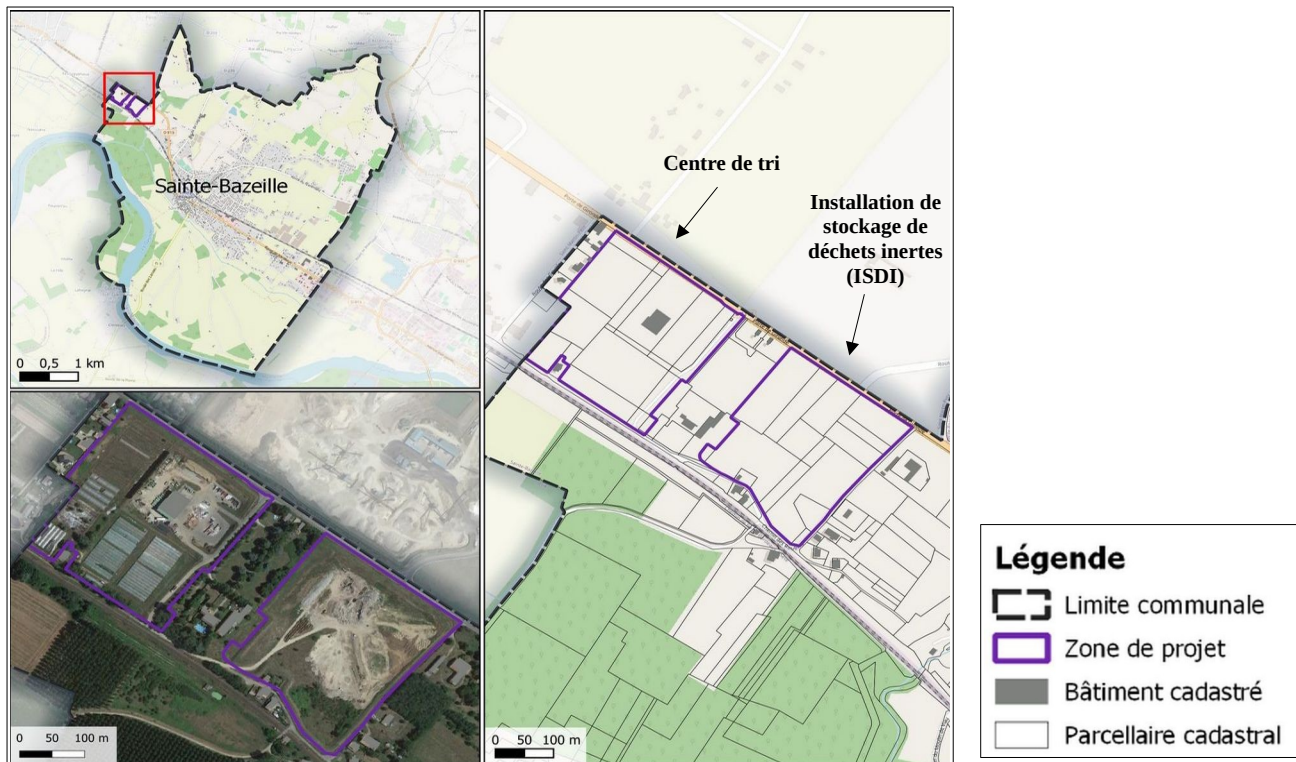 Sainte-Bazeille
0 0,5 1 km
0 50 100 m
Centre de tri
Installation de
stockage de
déchets inertes
(ISDI)
0 50 100 m
Légende
Limite communale
Zone de projet
Bâtiment cadastré
Parcellaire cadastral